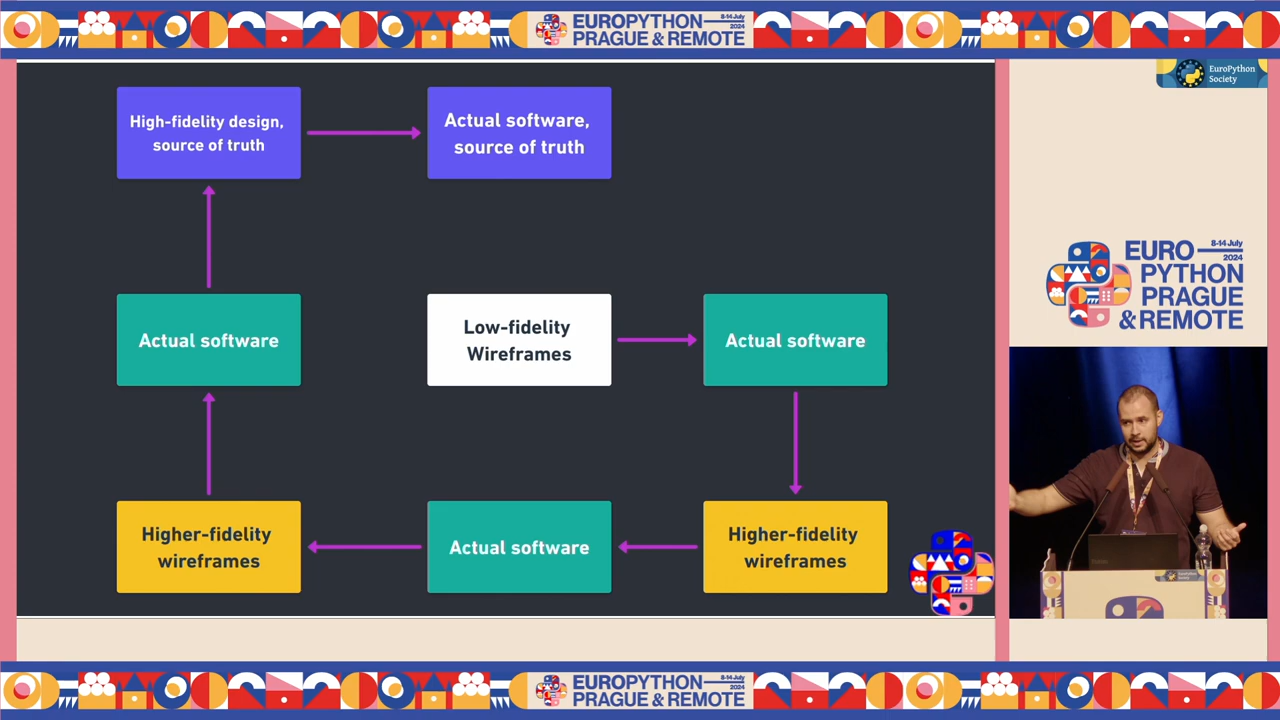 EUROPYTHON
8-14 July
2024
PRAGUE & REMOTE
EuroPython
Society
High-fidelity design,
source of truth
Actual software,
source of truth
Actual software
Low-fidelity
Wireframes
Actual software
Higher-fidelity
wireframes
Actual software
Higher-fidelity
wireframes
EURO
8-14 July
2024
PYTHON
PRAGUE
& REMOTE
EUROPYTHON
8-14 July
2024
PRAGUE & REMOTE